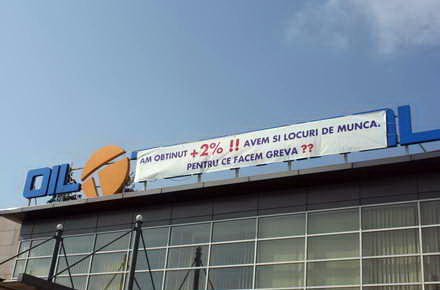 OIL
AM OBTINUT +2% !! AVEM SI LOCURI DE MUNCA.
PENTRU CE FACEM GREVA ??